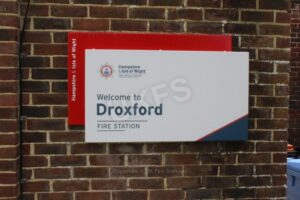 Hampshire & Isle of Wight
Hampshire
& Isle of Wight
Welcome to
Droxford
FIRE STATION